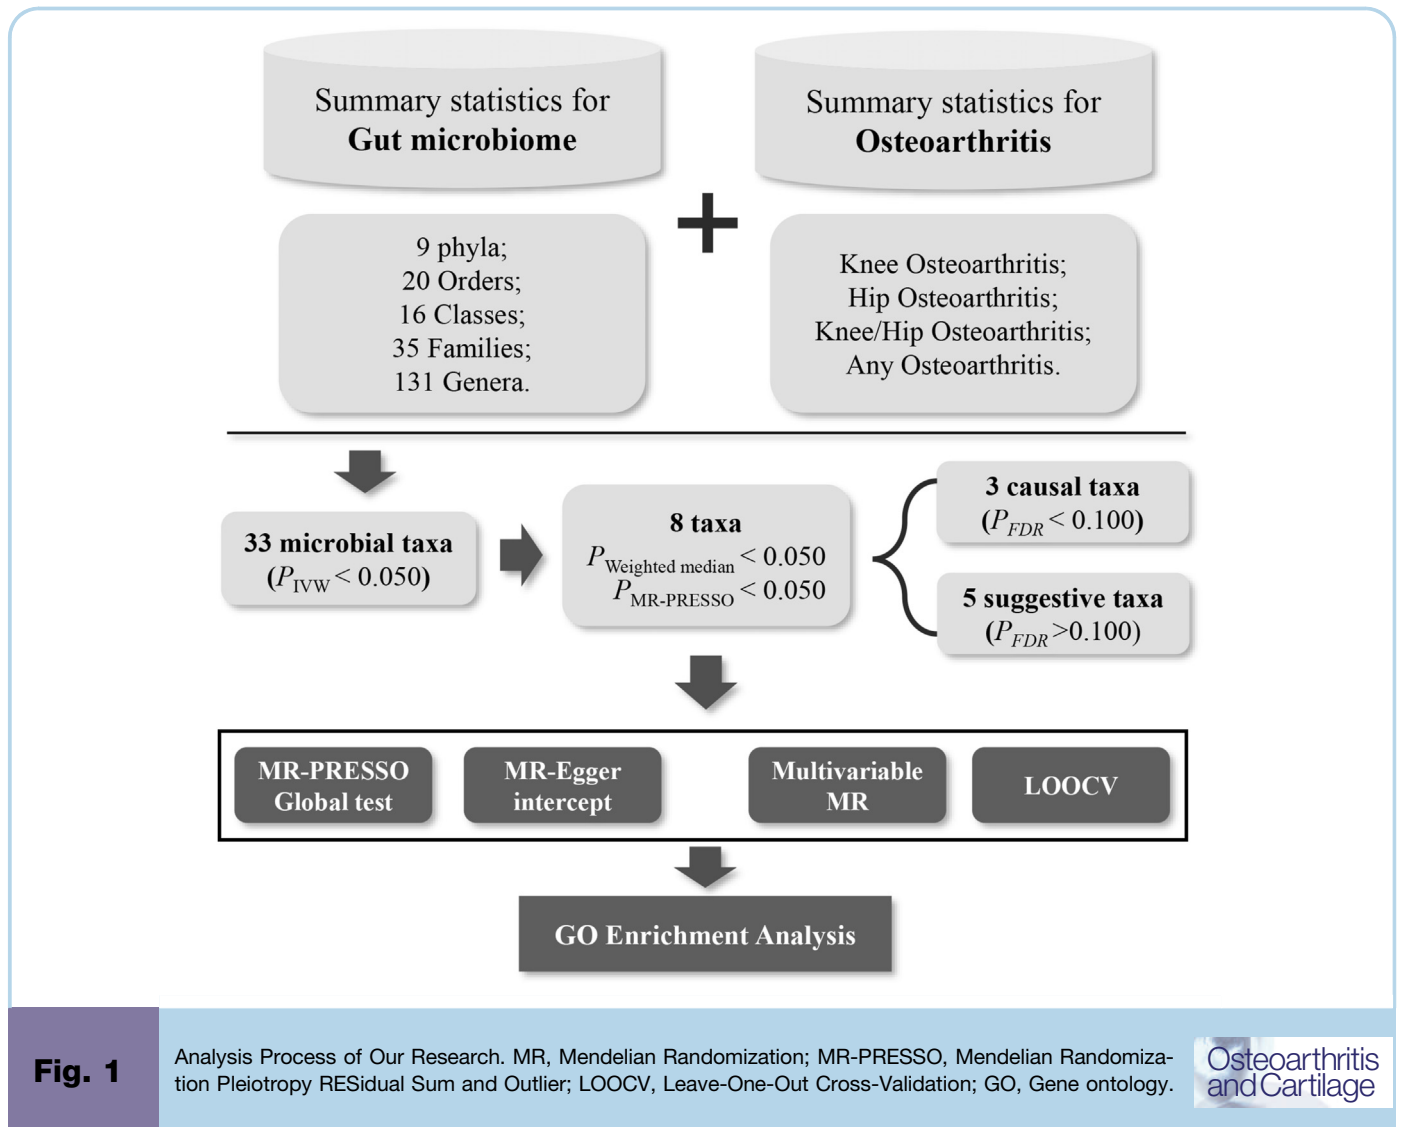 Summary statistics for
Gut microbiome
Summary statistics for
Osteoarthritis
+
9 phyla;
20 Orders;
16 Classes;
35 Families;
131 Genera.
Knee Osteoarthritis;
Hip Osteoarthritis;
Knee/Hip Osteoarthritis;
Any Osteoarthritis.
33 microbial taxa
(PIVW < 0.050)
8 taxa
PWeighted median < 0.050
PMR-PRESSO < 0.050
3 causal taxa
(PFDR < 0.100)
5 suggestive taxa
(PFDR >0.100)
MR-PRESSO
Global test
MR-Egger
intercept
Multivariable
MR
LOOCV
GO Enrichment Analysis
Fig. 1
Analysis Process of Our Research. MR, Mendelian Randomization; MR-PRESSO, Mendelian Randomiza-
tion Pleiotropy RESidual Sum and Outlier; LOOCV, Leave-One-Out Cross-Validation; GO, Gene ontology.
Osteoarthritis
and Cartilage